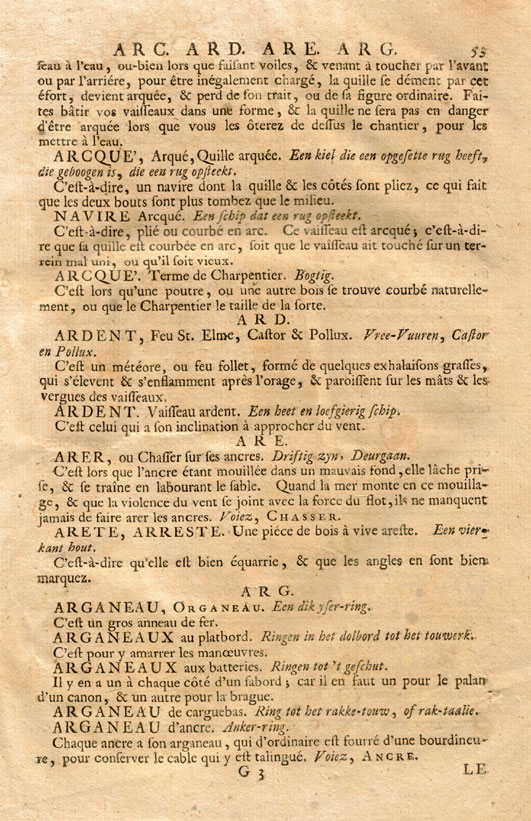 ARC. ARD. ARE. ARG. 53
ſeau à l'eau, ou-bien lors que faiſant voiles, & venant à toucher par l'avant
ou par l'arriére, pour être inégalement chargé, la quille ſe dément par cet
éfort, devient arquée, & perd de ſon trait, ou de ſa figure ordinaire. Fai-
tes bâtir vos vaiſſeaux dans une forme, & la quille ne ſera pas en danger
d'être arquée lors que vous les ôterez de deſſus le chantier, pour les
mettre à l'eau.
ARCQUE', Arqué, Quille arquée. Een kiel die een opgeſette rug heeft,
die geboogen is, die een rug opſteekt.
C'eſt-à-dire, un navire dont la quille & les côtés ſont pliez, ce qui fait
que les deux bouts ſont plus tombez que le milieu.
NAVIRE Arcqué. Een ſchip dat een rug opſteekt.
C'eſt-à-dire, plié ou courbé en arc. Ce vaiſſeau eſt arcqué; c'eſt-à-di-
re que ſa quille eſt courbée en arc, ſoit que le vaiſſeau ait touché ſur un ter-
rein mal uni, ou qu'il ſoit vieux.
ARCQUE'. Terme de Charpentier. Bogtig.
C'eſt lors qu'une poutre, ou une autre bois ſe trouve courbé naturelle-
ment, ou que le Charpentier le taille de la ſorte.
ARD.
ARDENT, Feu St. Elme, Caſtor & Pollux. Vree-Vuuren, Caſtor
en Pollux.
C'eſt un météore, ou feu follet, formé de quelques exhalaiſons graſſes,
qui s'élevent & s'enflamment après l'orage, & paroiſſent ſur les mâts & les
vergues des vaiſſeaux.
ARDENT. Vaiſſeau ardent. Een heet en loefgierig ſchip.
C'eſt celui qui a ſon inclination à approcher du vent.
ARE.
ARER, ou Chaſſer ſur ſes ancres. Driftig zyn, Deurgaan.
C'eſt lors que l'ancre étant mouillée dans un mauvais fond, elle lâche pri-
ſe, & ſe traîne en labourant le ſable. Quand la mer monte en ce mouilla-
ge, & que la violence du vent ſe joint avec la force du flot, ils ne manquent
jamais de faire arer les ancres. Voiez, CHASSER.
ARETE, ARRESTE. Une piéce de bois à vive areſte. Een vier-
kant hout.
C'eſt-à-dire qu'elle eſt bien équarrie, & que les angles en ſont bien
marquez.
ARG.
ARGANEAU, ORGANEAU. Een dik yſer-ring.
C'eſt un gros anneau de fer.
ARGANEAUX au platbord. Ringen in het dolbord tot het touwerk.
C'eſt pour y amarrer les manœuvres.
ARGANEAUX aux batteries. Ringen tot 't geſchut.
Il y en a un à chaque côté d'un ſabord; car il en faut un pour le palan
d'un canon, & un autre pour la brague.
ARGANEAU de carguebas. Ring tot het rakke-touw, of rak-taalie.
ARGANEAU d'ancre. Anker-ring.
Chaque ancre a ſon arganeau, qui d'ordinaire eſt fourré d'une bourdineu-
re, pour conſerver le cable qui y eſt talingué. Voiez, ANCRE.
G 3 LE